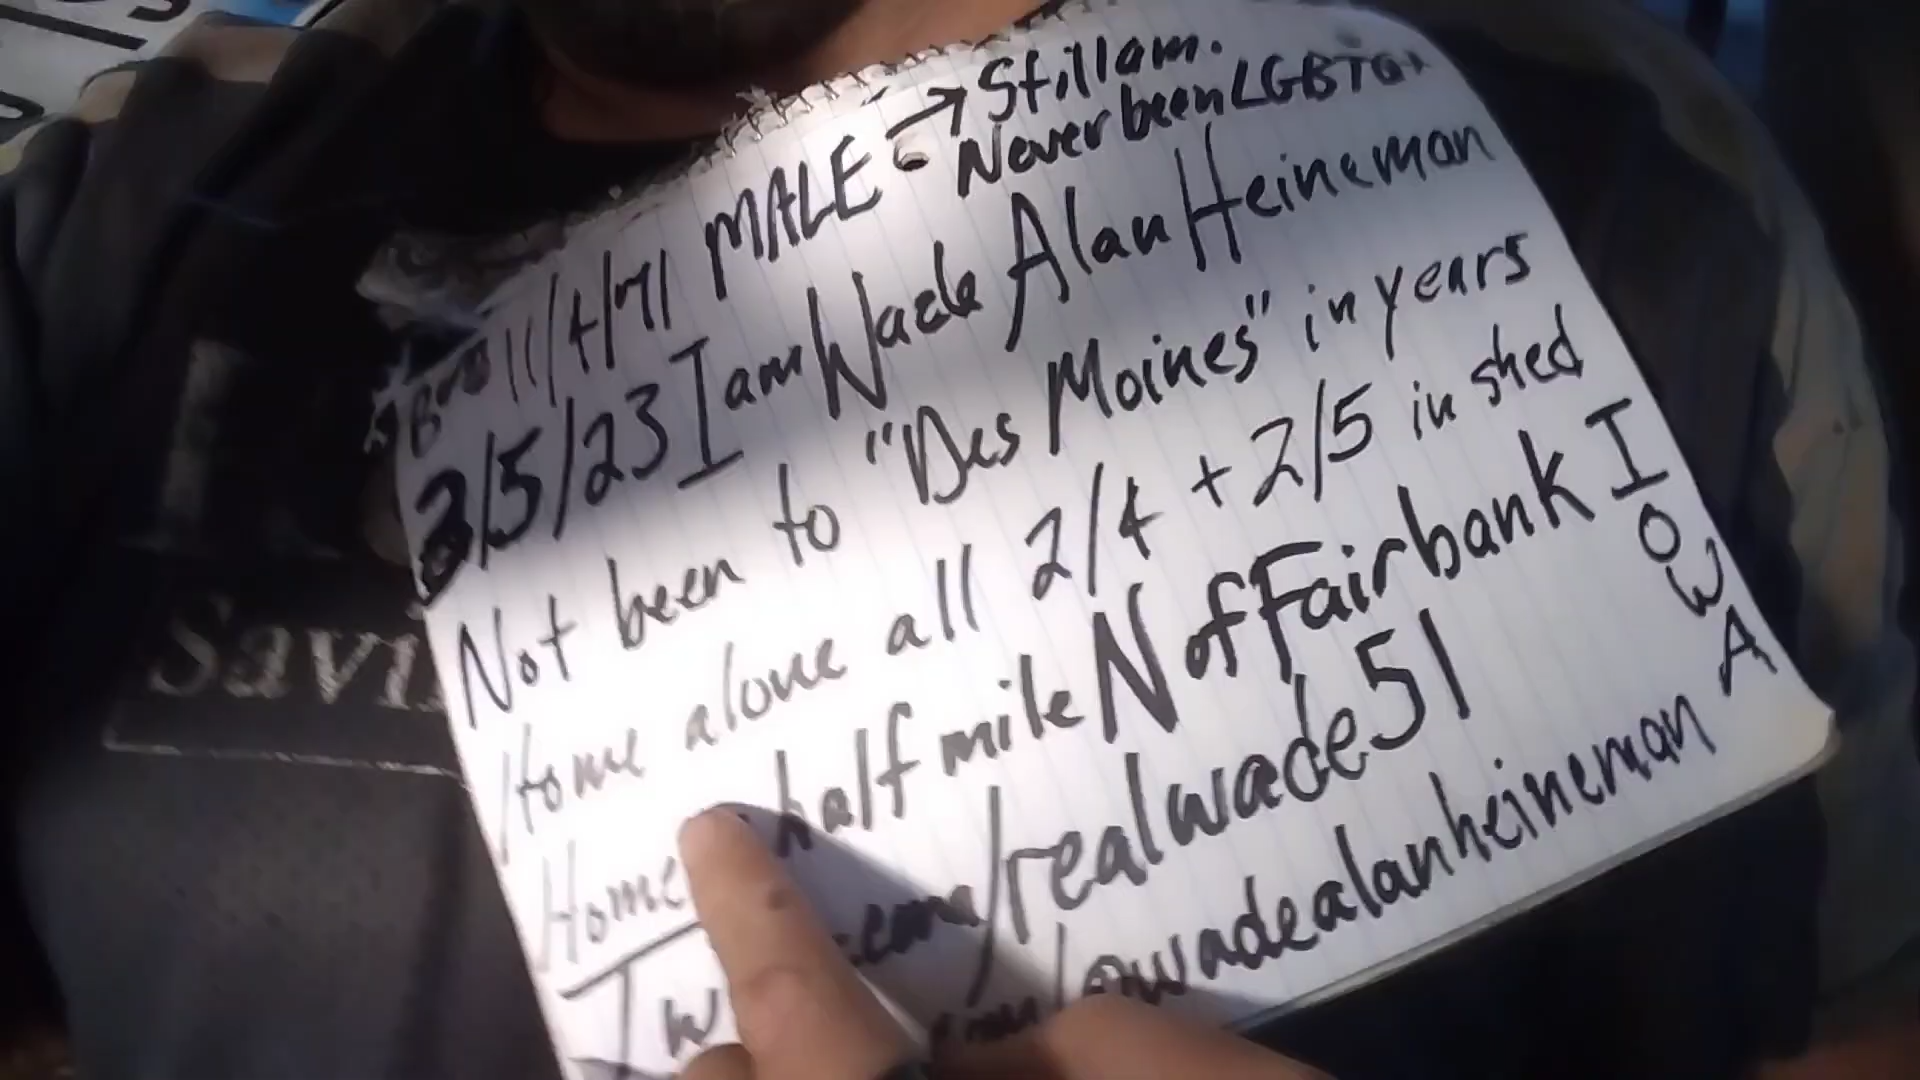 → Still am.
MALE - Never been LGBTQ+
Born 11/4/71
2/5/23 I am Wade Alan Heineman
Not been to "Des Moines" in years
Home alone all 2/4 + 2/5 in shed
Home half mile N of Fairbank IOWA
/realwade51
wadealanheineman
Savi